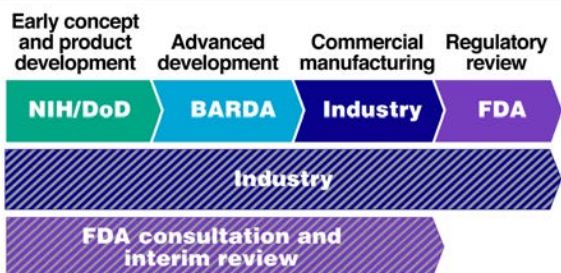 Early concept
and product
development
Advanced
development
Commercial
manufacturing
Regulatory
review
NIH/DoD
BARDA
Industry
FDA
Industry
FDA consultation and
interim review